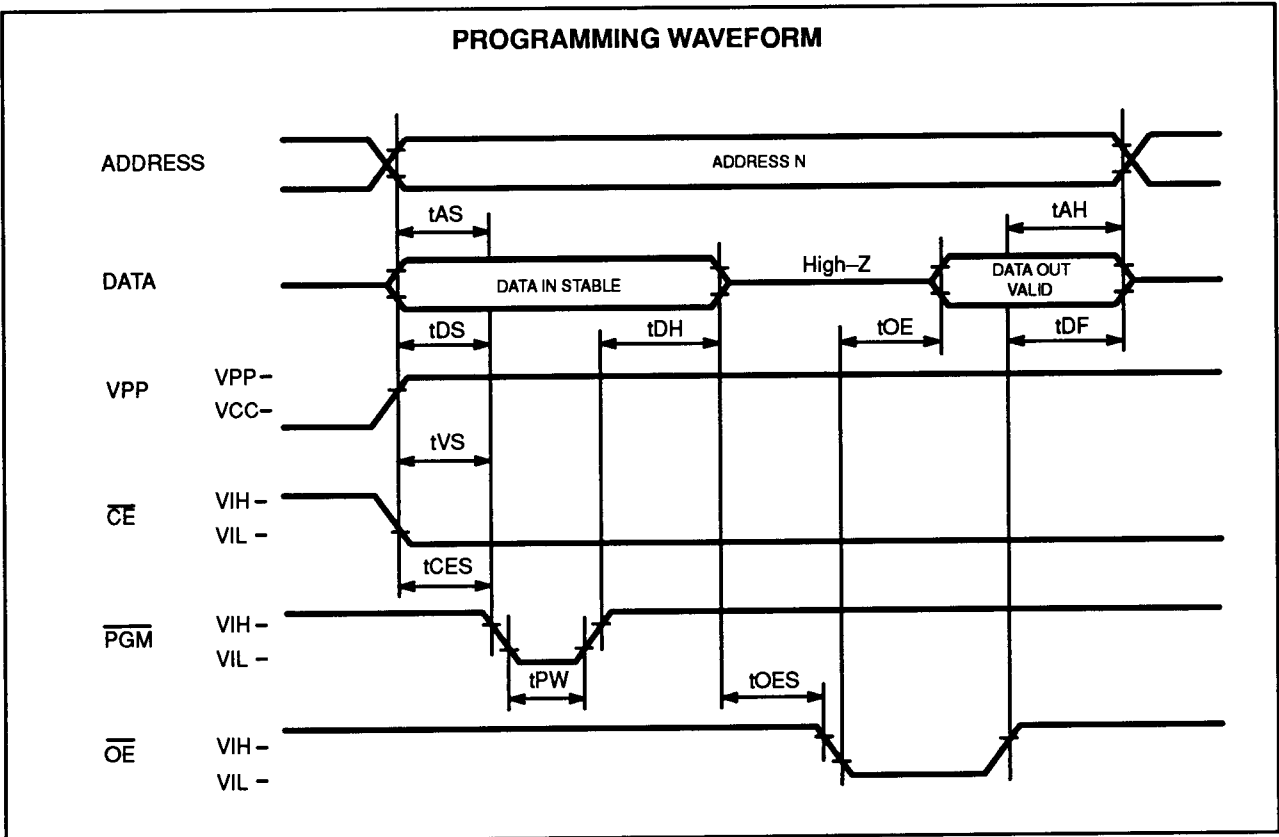 PROGRAMMING WAVEFORM
ADDRESS
ADDRESS N
tAS
tAH
DATA
DATA IN STABLE
High–Z
DATA OUT
VALID
tDS
tDH
tOE
tDF
VPP
VPP–
VCC–
tVS
CE
VIH –
VIL –
tCES
PGM
VIH –
VIL –
tPW
tOES
OE
VIH –
VIL –